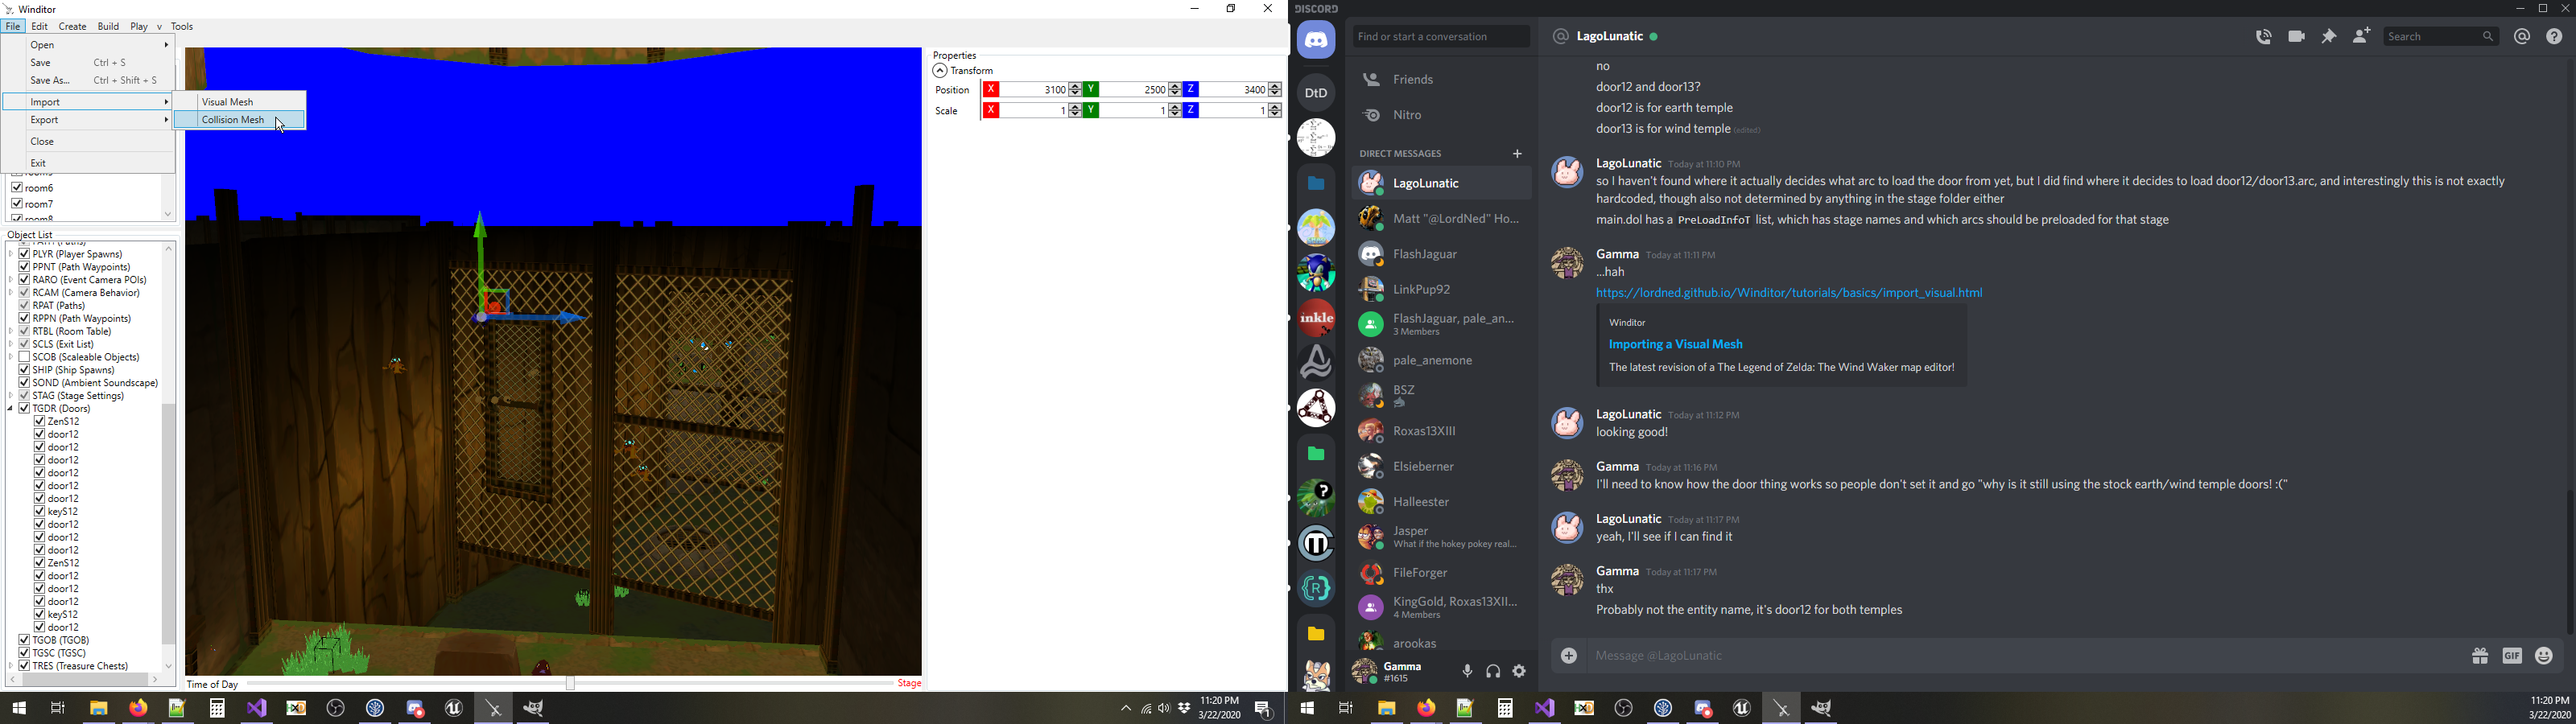 Winditor
File Edit Create Build Play v Tools
Open
Save Ctrl + S
Save As... Ctrl + Shift + S
Import
Export
Close
Exit
Visual Mesh
Collision Mesh
room6
room7
room8
Object List
PLYR (Player Spawns)
PPNT (Path Waypoints)
RARO (Event Camera POIs)
RCAM (Camera Behavior)
RPAT (Paths)
RPPN (Path Waypoints)
RTBL (Room Table)
SCLS (Exit List)
SCOB (Scaleable Objects)
SHIP (Ship Spawns)
SOND (Ambient Soundscape)
STAG (Stage Settings)
TGDR (Doors)
ZenS12
door12
door12
door12
door12
door12
door12
keyS12
door12
door12
door12
ZenS12
door12
door12
door12
keyS12
door12
TGOB (TGOB)
TGSC (TGSC)
TRES (Treasure Chests)
Time of Day
Stage
Properties
Transform
Position X 3100 Y 2500 Z 3400
Scale X 1 Y 1 Z 1
11:20 PM
3/22/2020
DISCORD
DtD
inkle
Find or start a conversation
Friends
Nitro
DIRECT MESSAGES
LagoLunatic
Matt "@LordNed" Ho...
FlashJaguar
LinkPup92
FlashJaguar, pale_an...
3 Members
pale_anemone
BSZ
Roxas13XIII
Elsieberner
Halleester
Jasper
What if the hokey pokey real...
FileForger
KingGold, Roxas13XII...
4 Members
arookas
Gamma
#1615
LagoLunatic
Search
no
door12 and door13?
door12 is for earth temple
door13 is for wind temple (edited)
LagoLunatic Today at 11:10 PM
so I haven't found where it actually decides what arc to load the door from yet, but I did find where it decides to load door12/door13.arc, and interestingly this is not exactly
hardcoded, though also not determined by anything in the stage folder either
main.dol has a PreLoadInfoT list, which has stage names and which arcs should be preloaded for that stage
Gamma Today at 11:11 PM
...hah
https://lordned.github.io/Winditor/tutorials/basics/import_visual.html
Winditor
Importing a Visual Mesh
The latest revision of a The Legend of Zelda: The Wind Waker map editor!
LagoLunatic Today at 11:12 PM
looking good!
Gamma Today at 11:16 PM
I'll need to know how the door thing works so people don't set it and go "why is it still using the stock earth/wind temple doors! :("
LagoLunatic Today at 11:17 PM
yeah, I'll see if I can find it
Gamma Today at 11:17 PM
thx
Probably not the entity name, it's door12 for both temples
Message @LagoLunatic
GIF
11:20 PM
3/22/2020